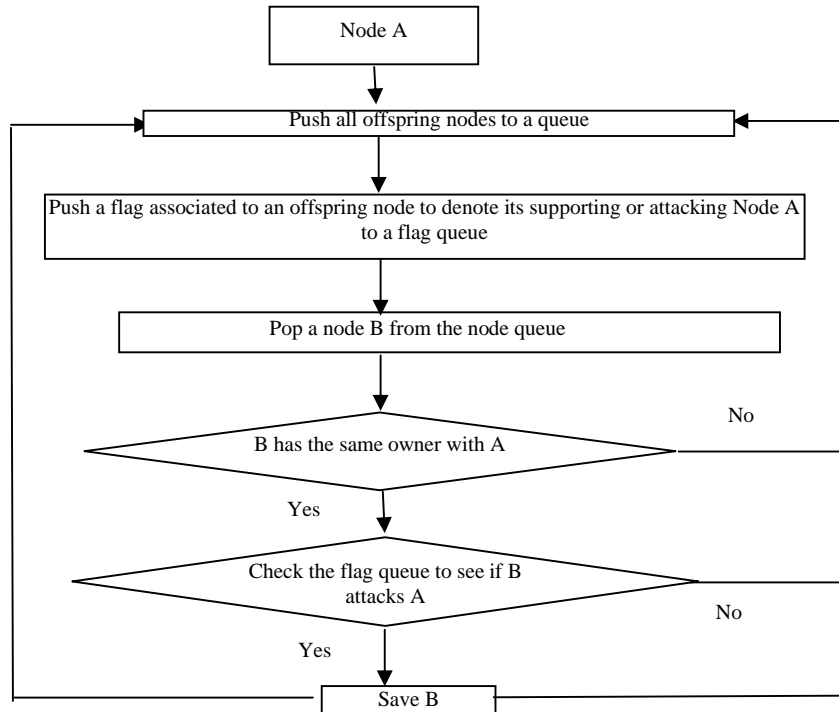 Node A
Push all offspring nodes to a queue
Push a flag associated to an offspring node to denote its supporting or attacking Node A
to a flag queue
Pop a node B from the node queue
No
B has the same owner with A
Yes
Check the flag queue to see if B
attacks A
No
Yes
Save B